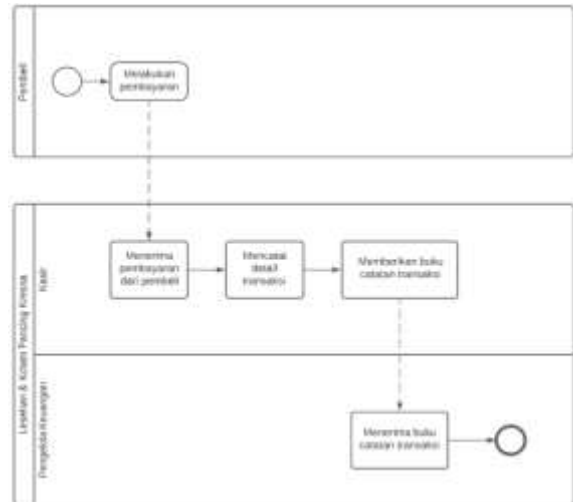 Pembeli
Melakukan
pembayaran
Lesehan & Kolam Pancing Kresna
Kasir
Menerima
pembayaran
dari pembeli
Mencatat
detail
transaksi
Memberikan buku
catatan transaksi
Pengelola Keuangan
Menerima buku
catatan transaksi